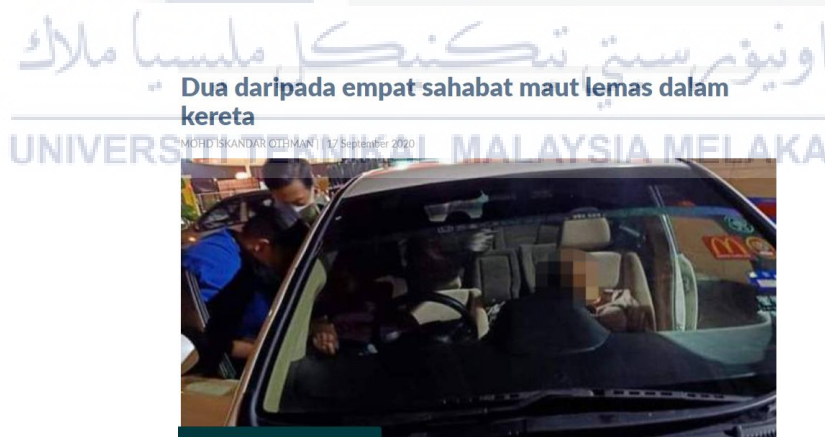 اونيۏرسيتي تيكنيكل مليسيا ملاك
Dua daripada empat sahabat maut lemas dalam
kereta
MOHD ISKANDAR OTHMAN | 17 September 2020
UNIVERSITI TEKNIKAL MALAYSIA MELAKA